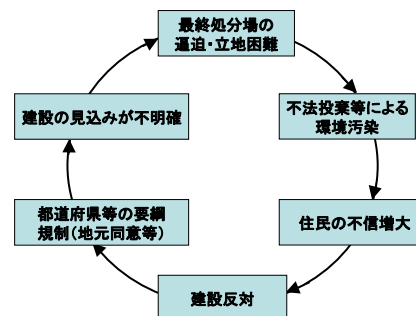 最終処分場の
逼迫・立地困難
不法投棄等による
環境汚染
住民の不信増大
建設反対
都道府県等の要綱
規制(地元同意等)
建設の見込みが不明確